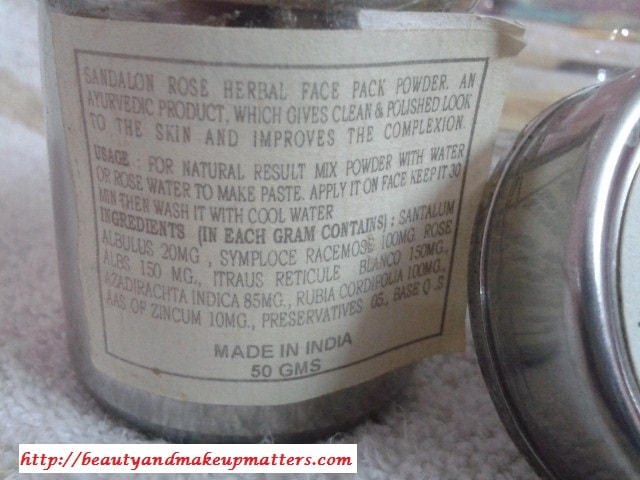 SANDALON ROSE HERBAL FACE PACK POWDER. AN
AYURVEDIC PRODUCT, WHICH GIVES CLEAN & POLISHED LOOK
TO THE SKIN AND IMPROVES THE COMPLEXION.
USAGE : FOR NATURAL RESULT MIX POWDER WITH WATER
OR ROSE WATER TO MAKE PASTE. APPLY IT ON FACE KEEP IT 30
MIN THEN WASH IT WITH COOL WATER
INGREDIENTS (IN EACH GRAM CONTAINS) : SANTALUM
ALBULUS 20MG , SYMPLOCE RACEMOSE 100MG ROSE
ALBS 150 MG., ITRAUS RETICULE BLANCO 150MG.,
AZADIRACHTA INDICA 85MG., RUBIA CORDIFOLIA 100MG.,
AAS OF ZINCUM 10MG., PRESERVATIVES 05., BASE Q .S
MADE IN INDIA
50 GMS
http://beautyandmakeupmatters.com